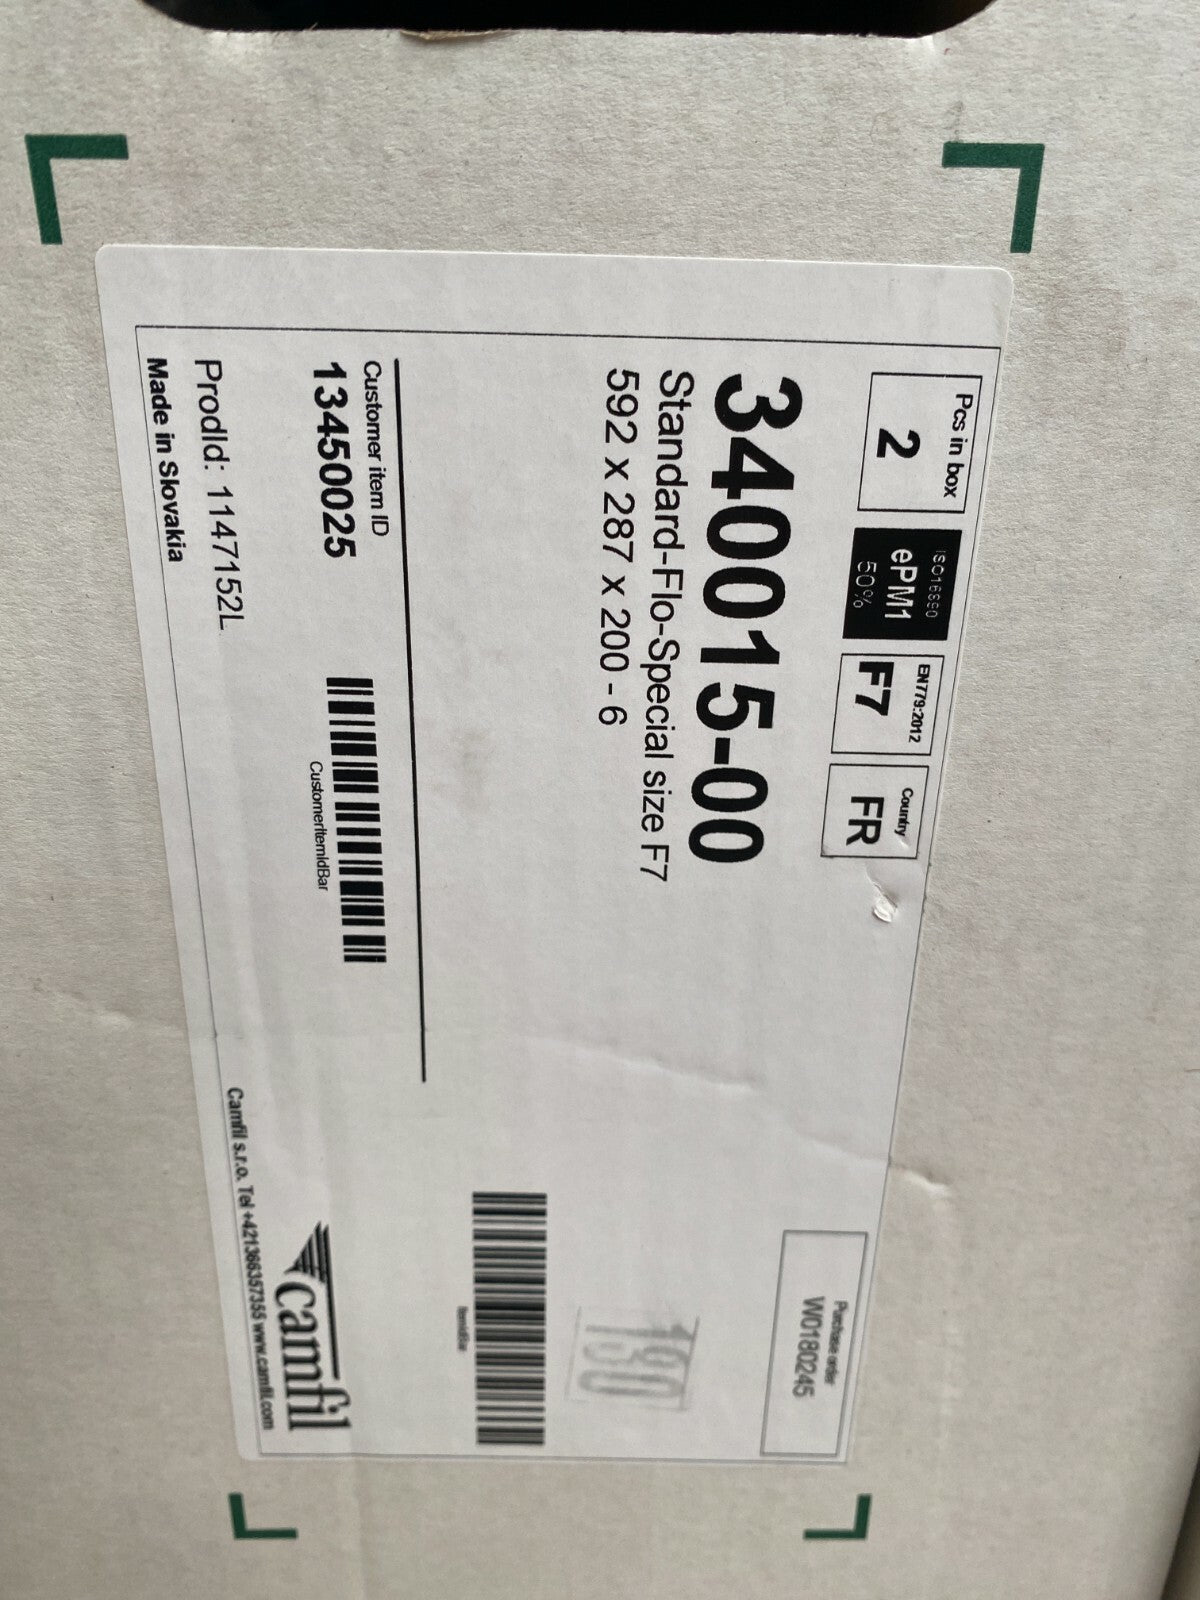 Pcs in box
2
ISO16890
ePM1
50%
EN779:2012
F7
Country
FR
Purchase order
W0180245
340015-00
Standard-Flo-Special size F7
592 x 287 x 200 - 6
ItemIdBar
Customer item ID
13450025
CustomerItemIdBar
camfil
ProdId: 1147152L
Made in Slovakia
Camfil s.r.o. Tel +421366357355 www.camfil.com